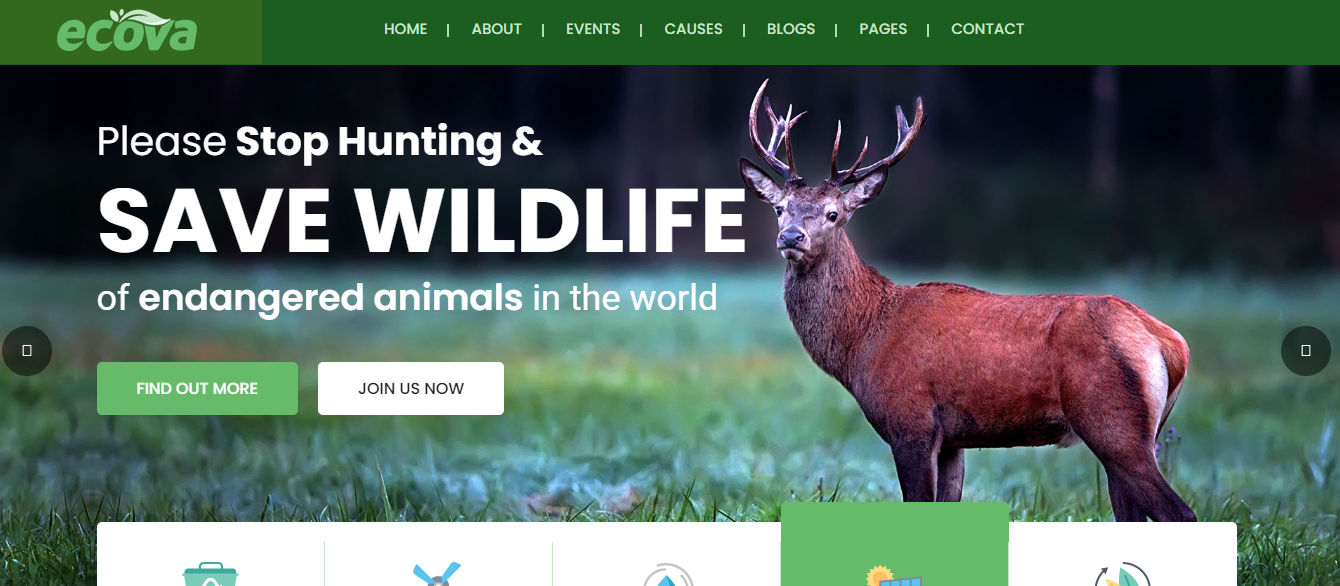 ecova
HOME | ABOUT | EVENTS | CAUSES | BLOGS | PAGES | CONTACT
Please Stop Hunting &
SAVE WILDLIFE
of endangered animals in the world
FIND OUT MORE
JOIN US NOW